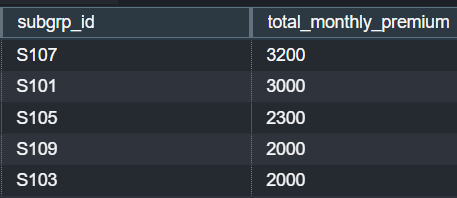 subgrp_id total_monthly_premium
S107 3200
S101 3000
S105 2300
S109 2000
S103 2000